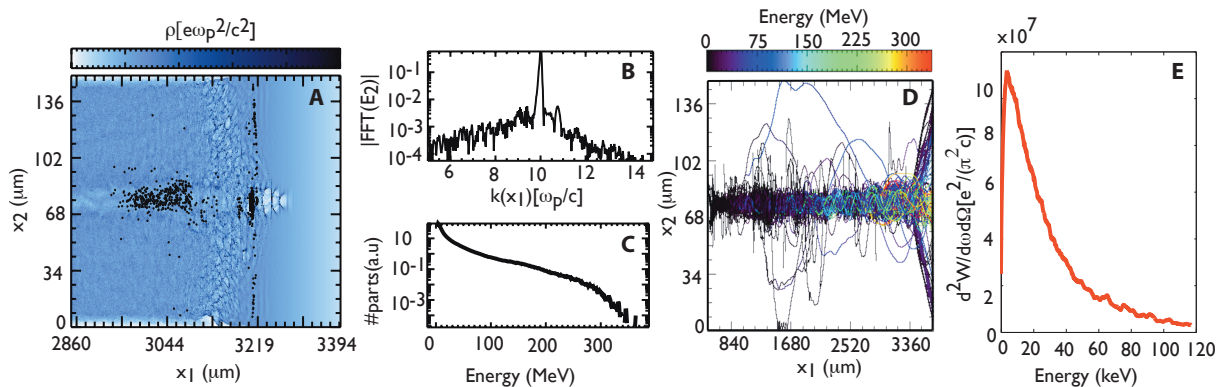 ρ[eωp²/c²]
A
x2 (μm)
136
102
68
34
0
2860 3044 3219 3394
x1 (μm)
B
|FFT(E2)|
10-1
10-2
10-3
10-4
6 8 10 12 14
k(x1)[ωp/c]
C
#parts(a.u)
10
10-1
10-3
0 100 200 300
Energy (MeV)
Energy (MeV)
0 75 150 225 300
D
x2 (μm)
136
102
68
34
0
840 1680 2520 3360
x1 (μm)
×10⁷
E
d²W/dωdΩ[e²/(π²c)]
10
8
6
4
2
0
0 20 40 60 80 100 120
Energy (keV)